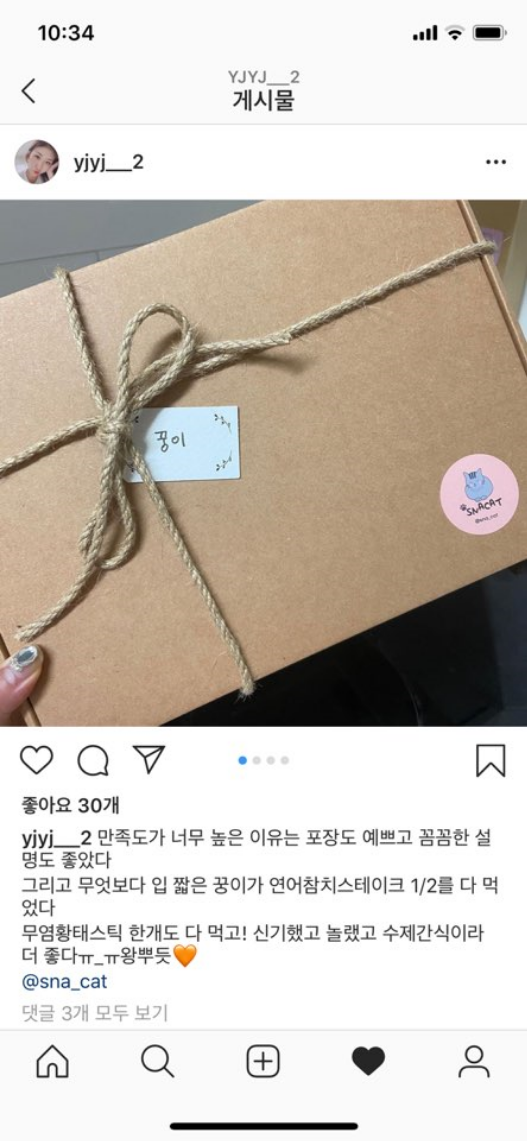 10:34
YJYJ___2
게시물
yjyj___2
꿍이
SNACAT
@sna_cat
좋아요 30개
yjyj___2 만족도가 너무 높은 이유는 포장도 예쁘고 꼼꼼한 설
명도 좋았다
그리고 무엇보다 입 짧은 꿍이가 연어참치스테이크 1/2를 다 먹
었다
무염황태스틱 한개도 다 먹고! 신기했고 놀랬고 수제간식이라
더 좋다ㅠ_ㅠ왕뿌듯🧡
@sna_cat
댓글 3개 모두 보기